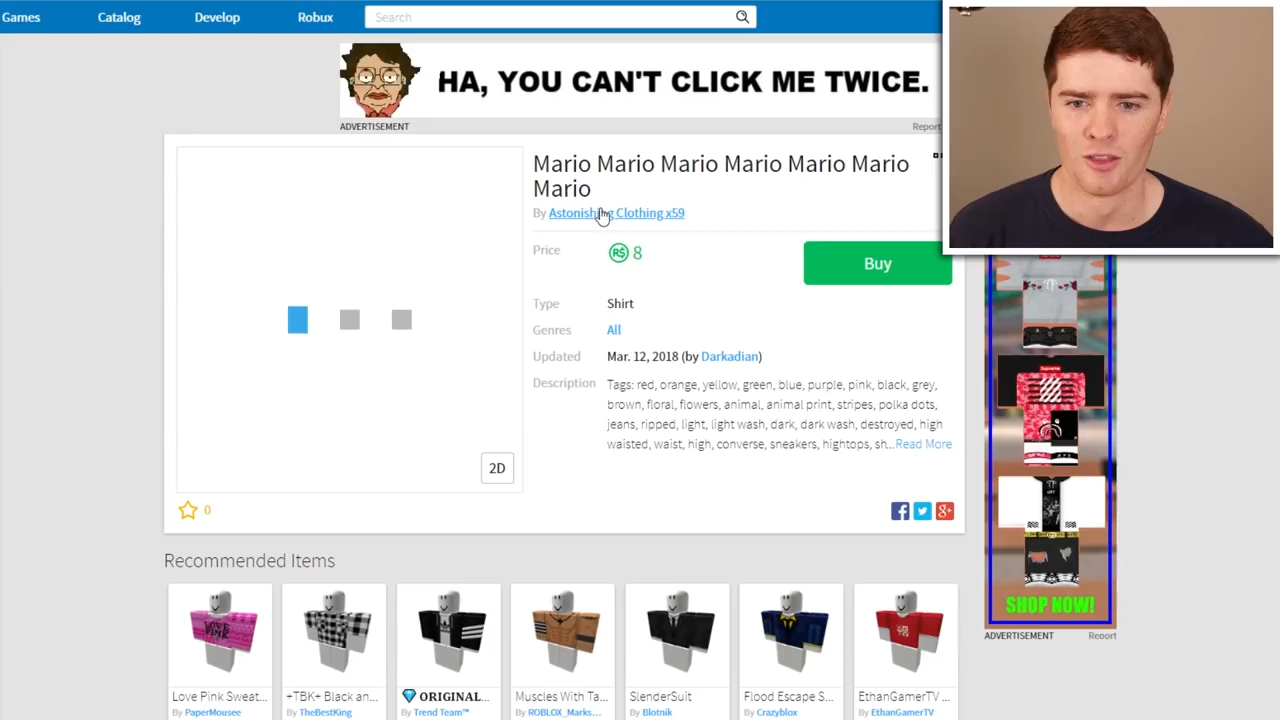 Games Catalog Develop Robux Search
HA, YOU CAN'T CLICK ME TWICE.
ADVERTISEMENT Report
Mario Mario Mario Mario Mario Mario
Mario
By Astonishing Clothing x59
Price R$ 8 Buy
Type Shirt
Genres All
Updated Mar. 12, 2018 (by Darkadian)
Description Tags: red, orange, yellow, green, blue, purple, pink, black, grey,
brown, floral, flowers, animal, animal print, stripes, polka dots,
jeans, ripped, light, light wash, dark, dark wash, destroyed, high
waisted, waist, high, converse, sneakers, hightops, sh...Read More
2D
0
Supreme
SHOP NOW!
ADVERTISEMENT Report
Recommended Items
LOVE PINK
Love Pink Sweat... +TBK+ Black an... ORIGINAL... Muscles With Ta... SlenderSuit Flood Escape S... EthanGamerTV ...
By PaperMousee By TheBestKing By Trend Team™ By ROBLOX_Marks... By Blotnik By Crazyblox By EthanGamerTV